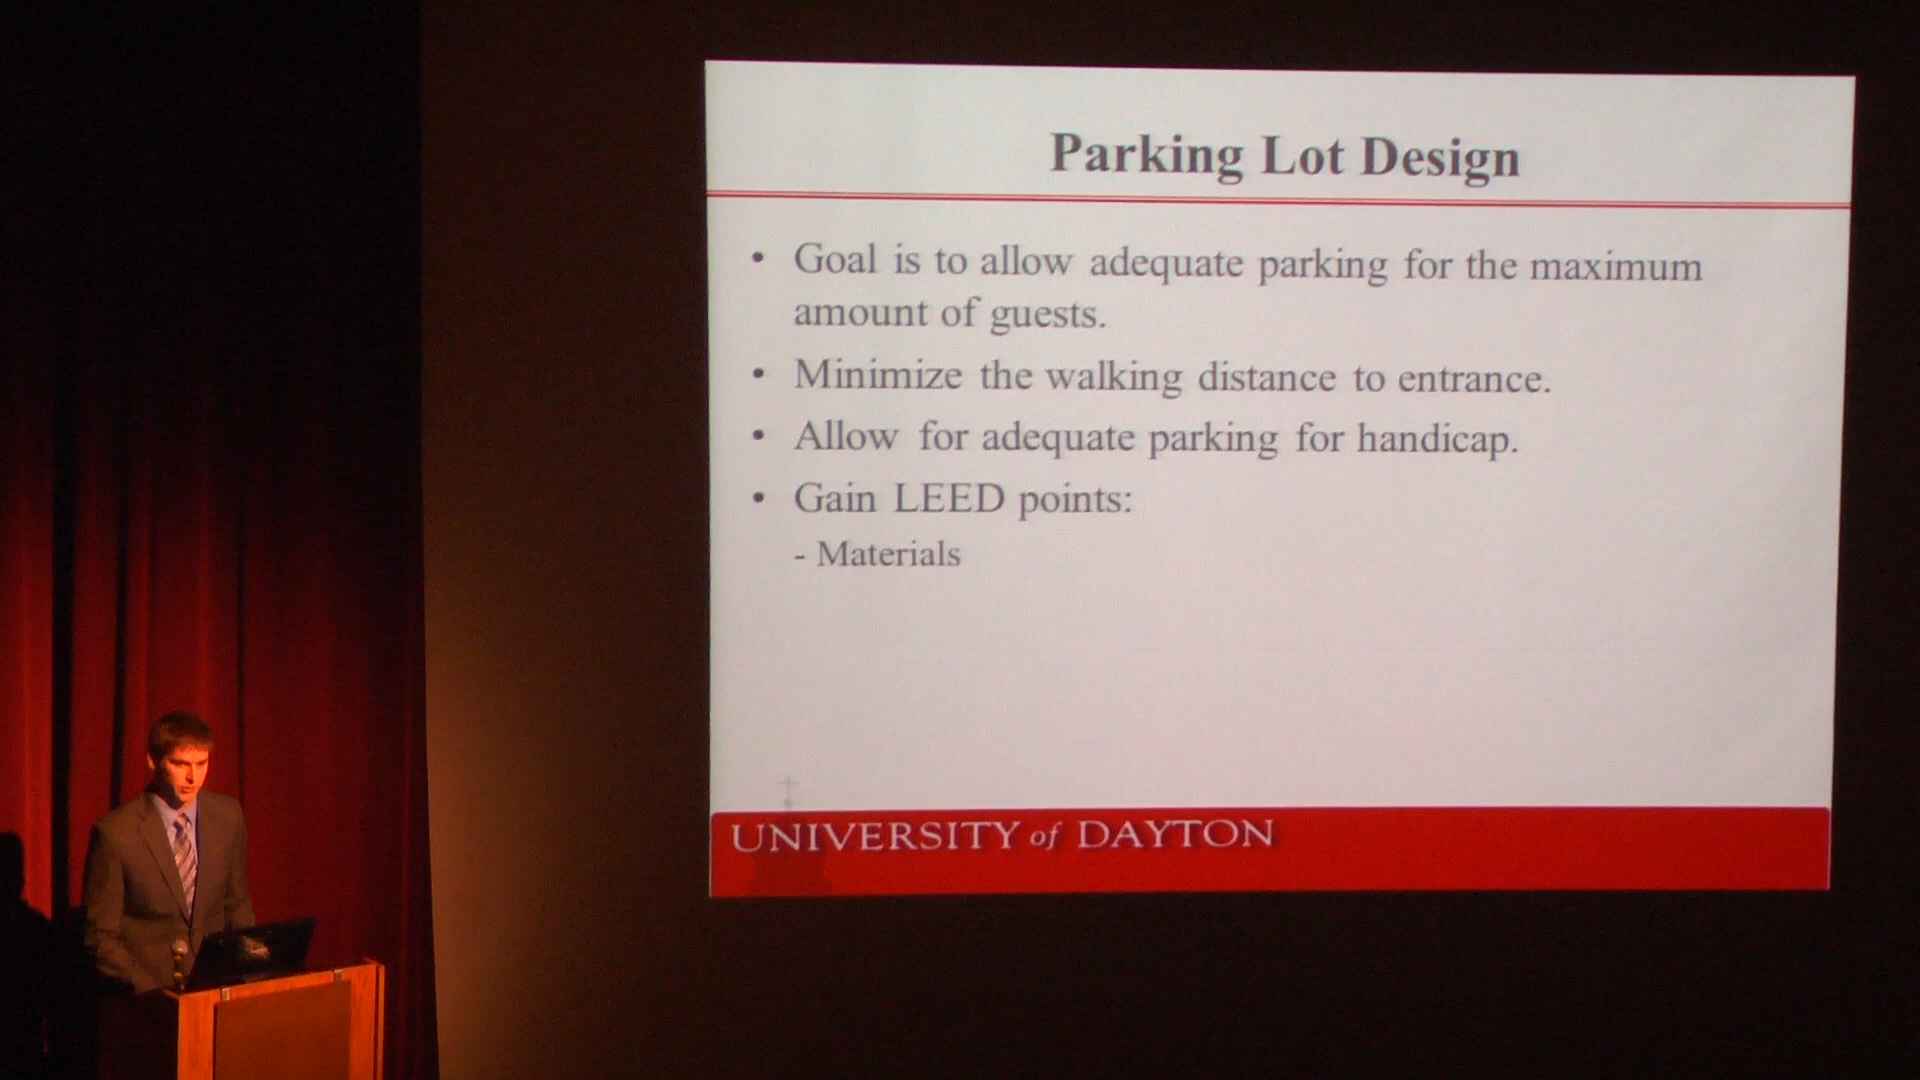 Parking Lot Design
• Goal is to allow adequate parking for the maximum
amount of guests.
• Minimize the walking distance to entrance.
• Allow for adequate parking for handicap.
• Gain LEED points:
- Materials
UNIVERSITY of DAYTON